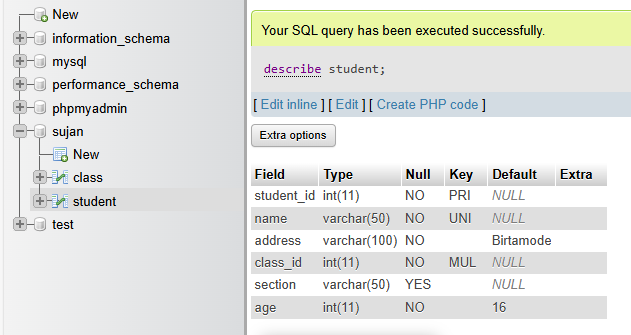 New
information_schema
mysql
performance_schema
phpmyadmin
sujan
New
class
student
test
Your SQL query has been executed successfully.
describe student;
[ Edit inline ] [ Edit ] [ Create PHP code ]
Extra options
Field Type Null Key Default Extra
student_id int(11) NO PRI NULL
name varchar(50) NO UNI NULL
address varchar(100) NO Birtamode
class_id int(11) NO MUL NULL
section varchar(50) YES NULL
age int(11) NO 16